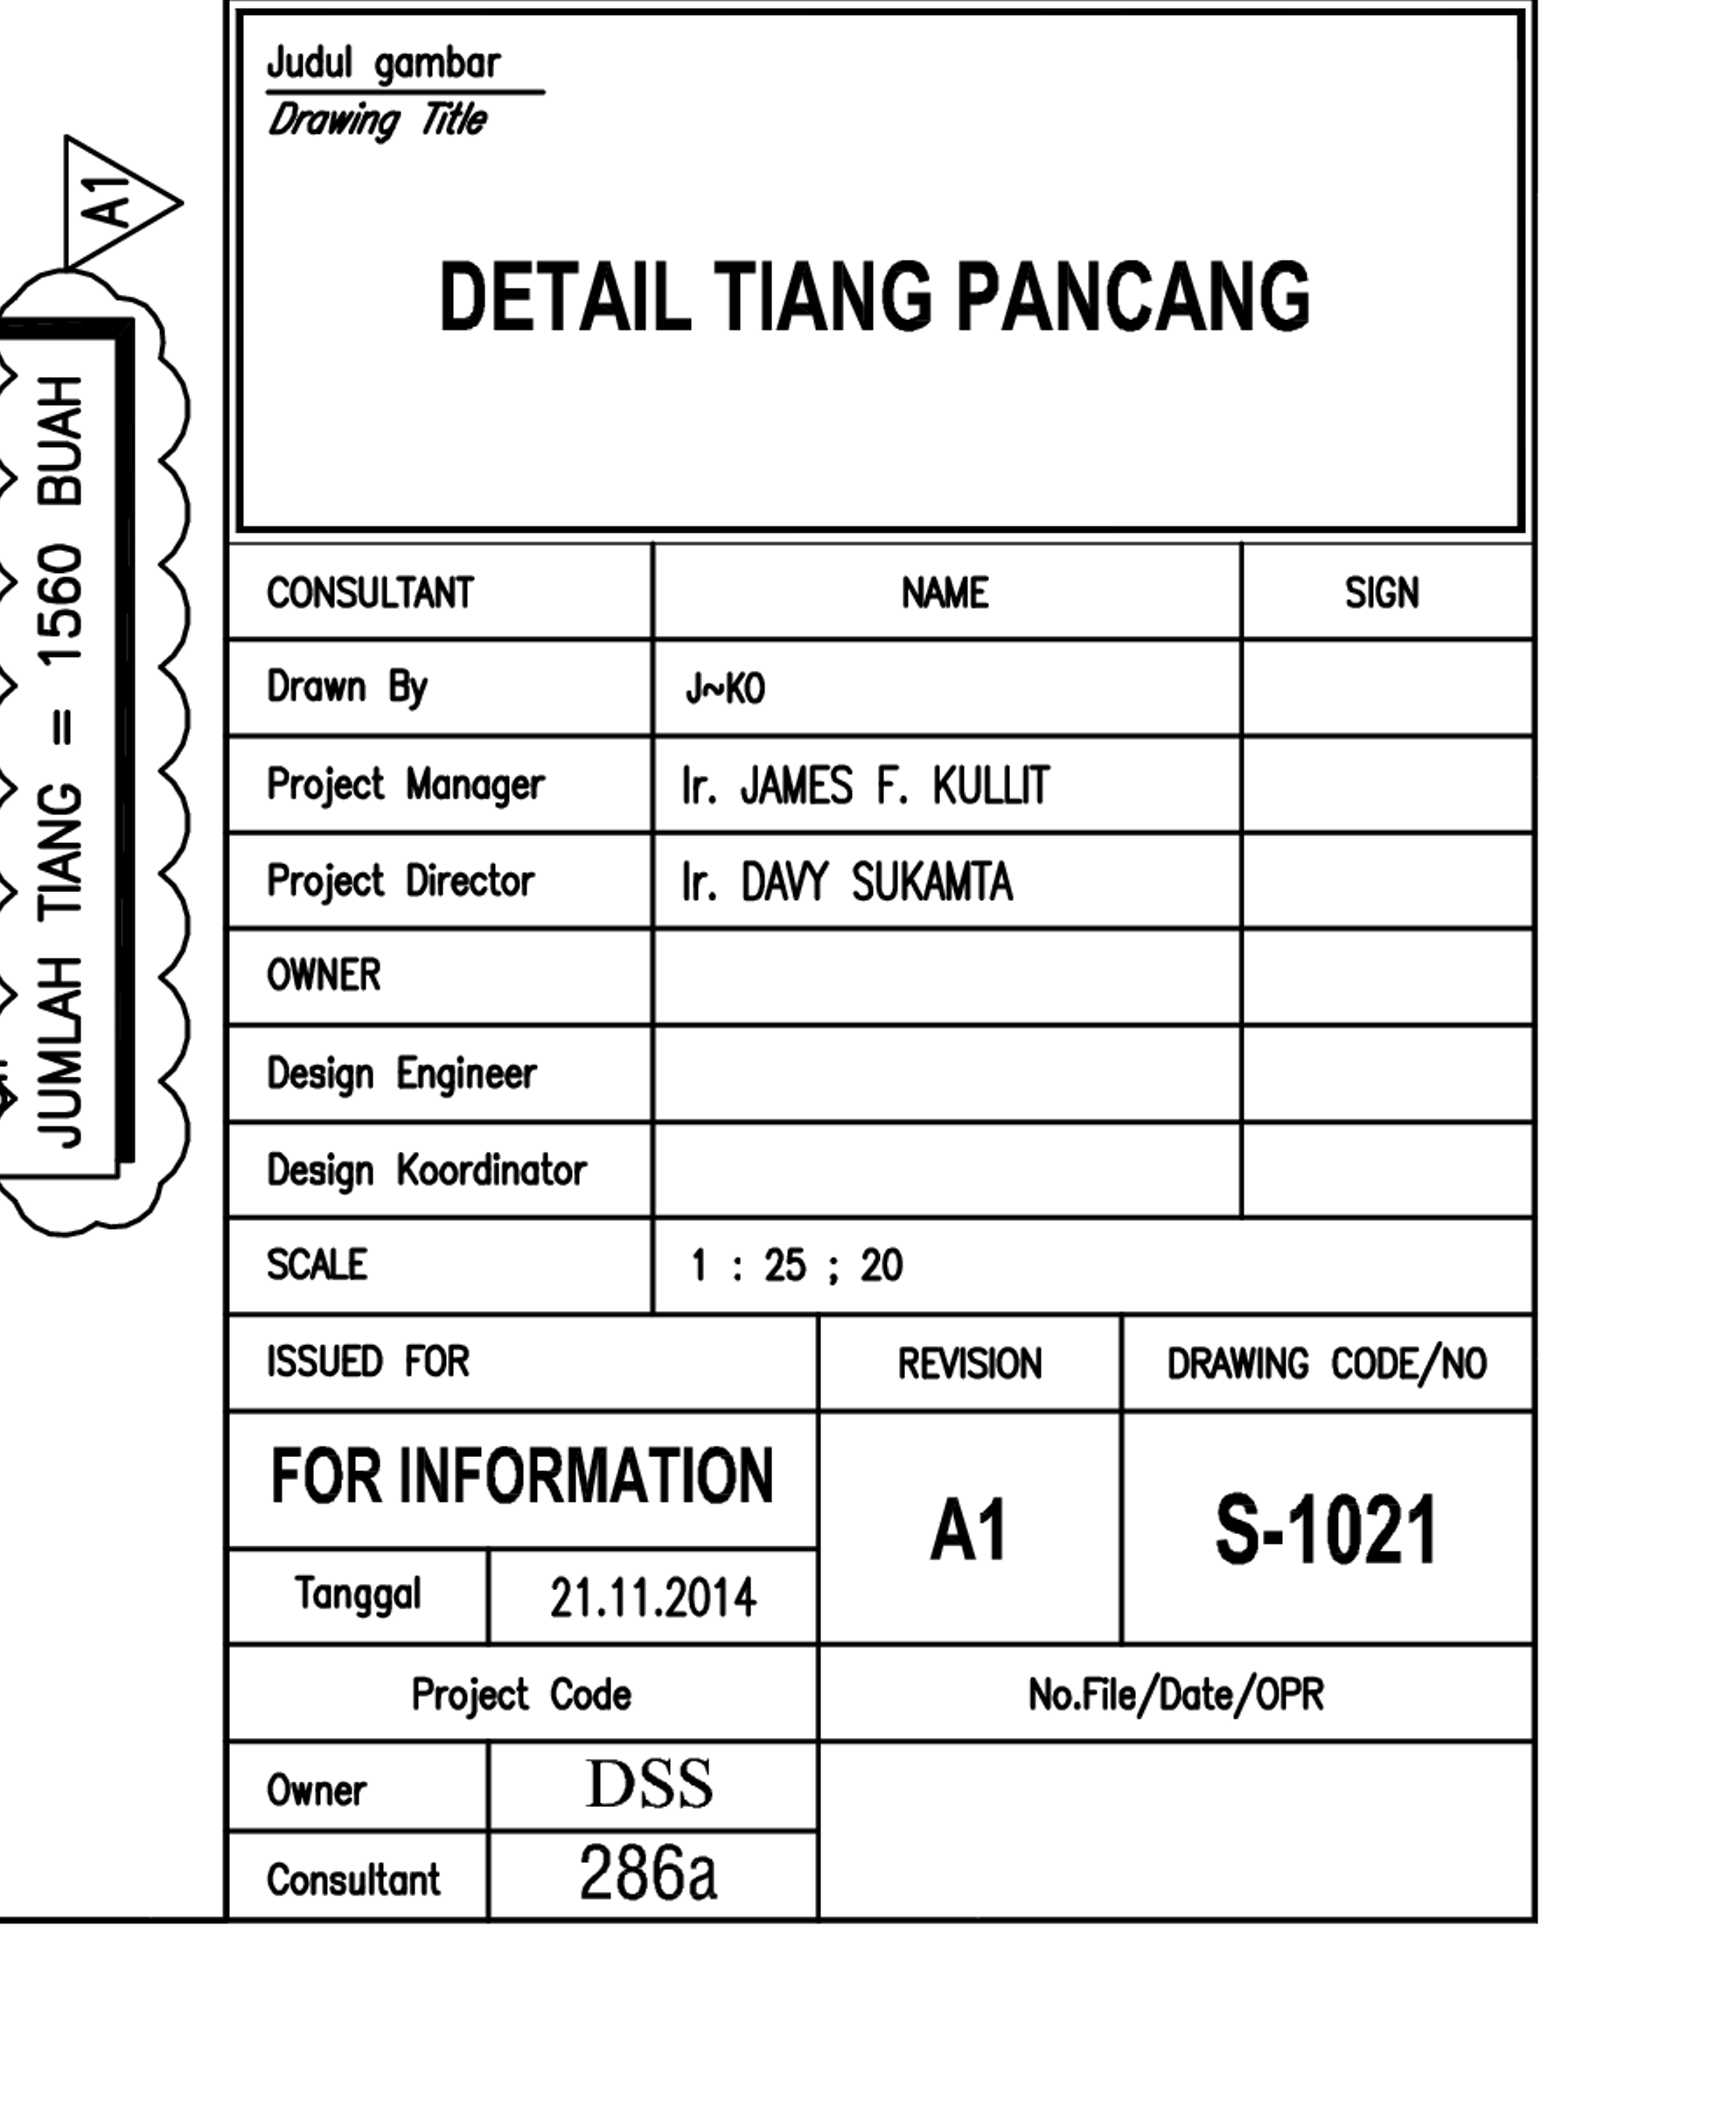 A1
JUMLAH TIANG = 1560 BUAH
Judul gambar
Drawing Title
DETAIL TIANG PANCANG
CONSULTANT NAME SIGN
Drawn By J~KO
Project Manager Ir. JAMES F. KULLIT
Project Director Ir. DAVY SUKAMTA
OWNER
Design Engineer
Design Koordinator
SCALE 1 : 25 ; 20
ISSUED FOR REVISION DRAWING CODE/NO
FOR INFORMATION A1 S-1021
Tanggal 21.11.2014
Project Code No.File/Date/OPR
Owner DSS
Consultant 286a